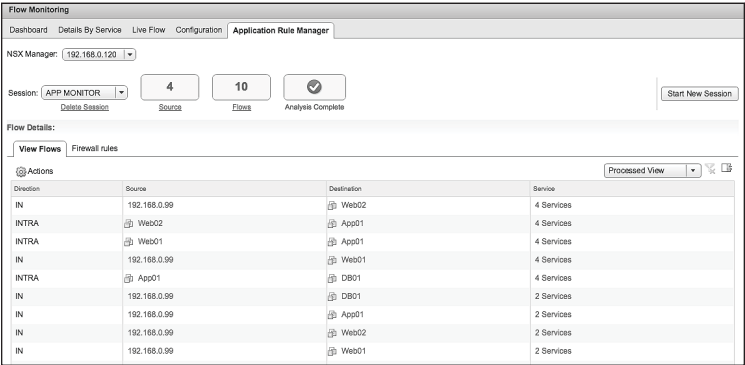 Flow Monitoring
Dashboard Details By Service Live Flow Configuration Application Rule Manager
NSX Manager: 192.168.0.120
Session: APP MONITOR 4 10 Start New Session
Delete Session Source Flows Analysis Complete
Flow Details:
View Flows Firewall rules
Actions Processed View
Direction Source Destination Service
IN 192.168.0.99 Web02 4 Services
INTRA Web02 App01 4 Services
INTRA Web01 App01 4 Services
IN 192.168.0.99 Web01 4 Services
INTRA App01 DB01 4 Services
IN 192.168.0.99 DB01 2 Services
IN 192.168.0.99 App01 2 Services
IN 192.168.0.99 Web02 2 Services
IN 192.168.0.99 Web01 2 Services